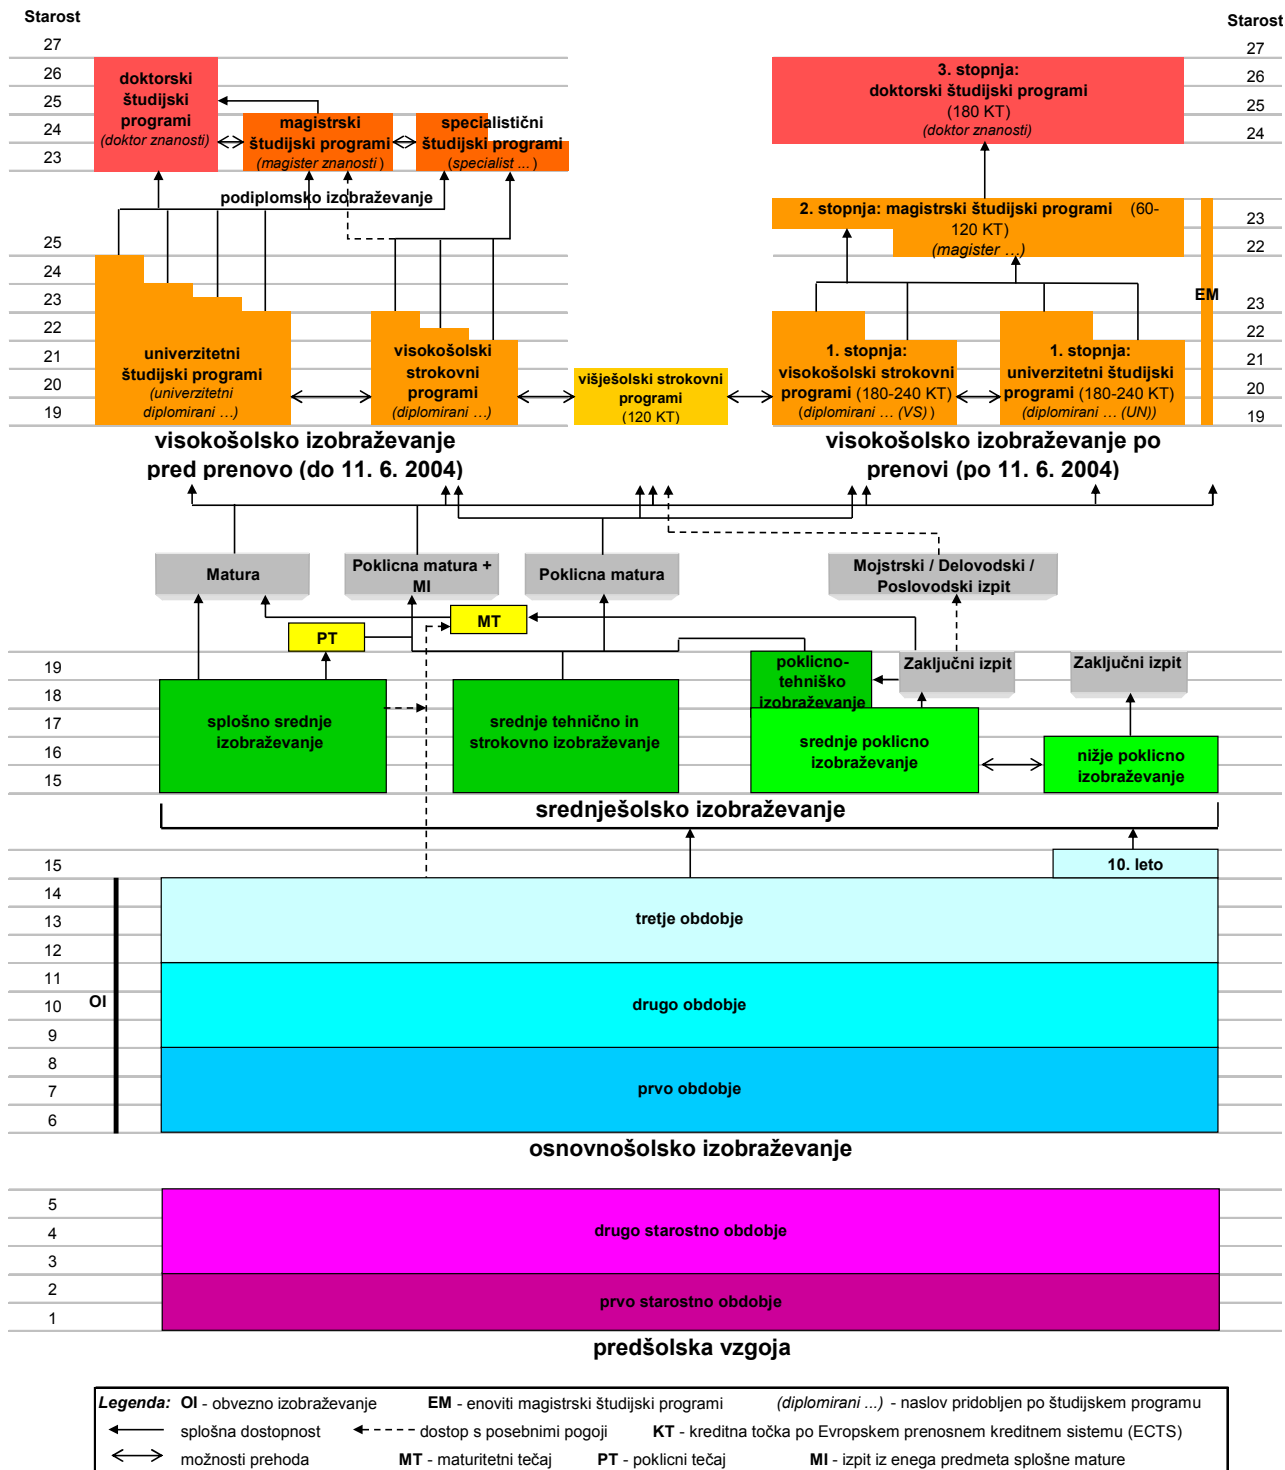 Starost
Starost
27
26
25
24
23
25
24
23
22
21
20
19
27
26
25
24
23
22
23
22
21
20
19
doktorski
študijski
programi
(doktor znanosti)
magistrski
študijski programi
(magister znanosti )
specialistični
študijski programi
(specialist ... )
podiplomsko izobraževanje
3. stopnja:
doktorski študijski programi
(180 KT)
(doktor znanosti)
2. stopnja: magistrski študijski programi (60-
120 KT)
(magister ...)
EM
univerzitetni
študijski programi
(univerzitetni
diplomirani ...)
visokošolski
strokovni
programi
(diplomirani ...)
višješolski strokovni
programi
(120 KT)
1. stopnja:
visokošolski strokovni
programi (180-240 KT)
(diplomirani ... (VS) )
1. stopnja:
univerzitetni študijski
programi (180-240 KT)
(diplomirani ... (UN))
visokošolsko izobraževanje
pred prenovo (do 11. 6. 2004)
visokošolsko izobraževanje po
prenovi (po 11. 6. 2004)
Matura
Poklicna matura +
MI
Poklicna matura
Mojstrski / Delovodski /
Poslovodski izpit
PT
MT
19
18
17
16
15
splošno srednje
izobraževanje
srednje tehnično in
strokovno izobraževanje
poklicno-
tehniško
izobraževanje
Zaključni izpit
Zaključni izpit
srednje poklicno
izobraževanje
nižje poklicno
izobraževanje
srednješolsko izobraževanje
15
14
13
12
11
10
9
8
7
6
OI
10. leto
tretje obdobje
drugo obdobje
prvo obdobje
osnovnošolsko izobraževanje
5
4
3
2
1
drugo starostno obdobje
prvo starostno obdobje
predšolska vzgoja
Legenda: OI - obvezno izobraževanje EM - enoviti magistrski študijski programi (diplomirani ...) - naslov pridobljen po študijskem programu
splošna dostopnost dostop s posebnimi pogoji KT - kreditna točka po Evropskem prenosnem kreditnem sistemu (ECTS)
možnosti prehoda MT - maturitetni tečaj PT - poklicni tečaj MI - izpit iz enega predmeta splošne mature